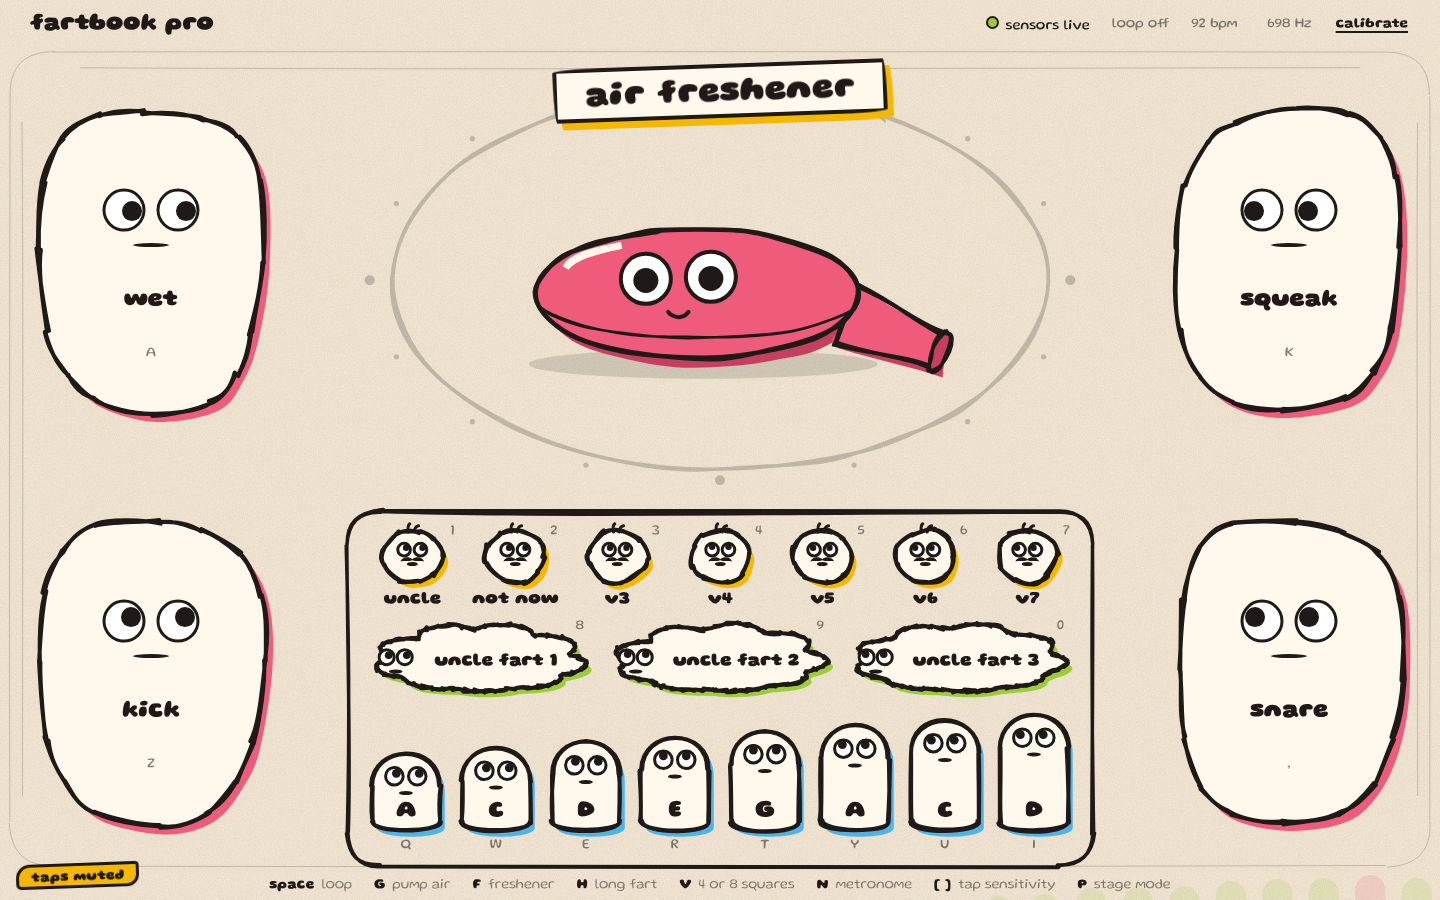 fartbook pro
sensors live loop off 92 bpm 698 Hz calibrate
air freshener
wet
A
squeak
K
1 2 3 4 5 6 7
uncle not now v3 v4 v5 v6 v7
8 9 0
uncle fart 1 uncle fart 2 uncle fart 3
kick
Z
snare
,
A C D E G A C D
Q W E R T Y U I
taps muted
space loop G pump air F freshener H long fart V 4 or 8 squares N metronome [ ] tap sensitivity P stage mode